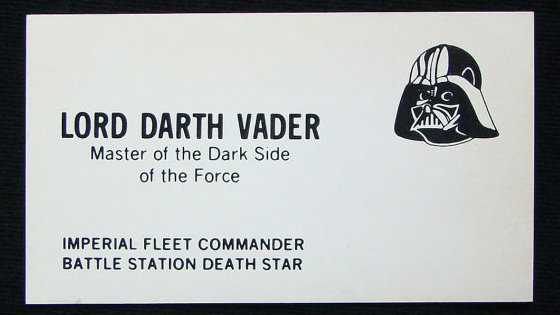 LORD DARTH VADER
Master of the Dark Side
of the Force
IMPERIAL FLEET COMMANDER
BATTLE STATION DEATH STAR